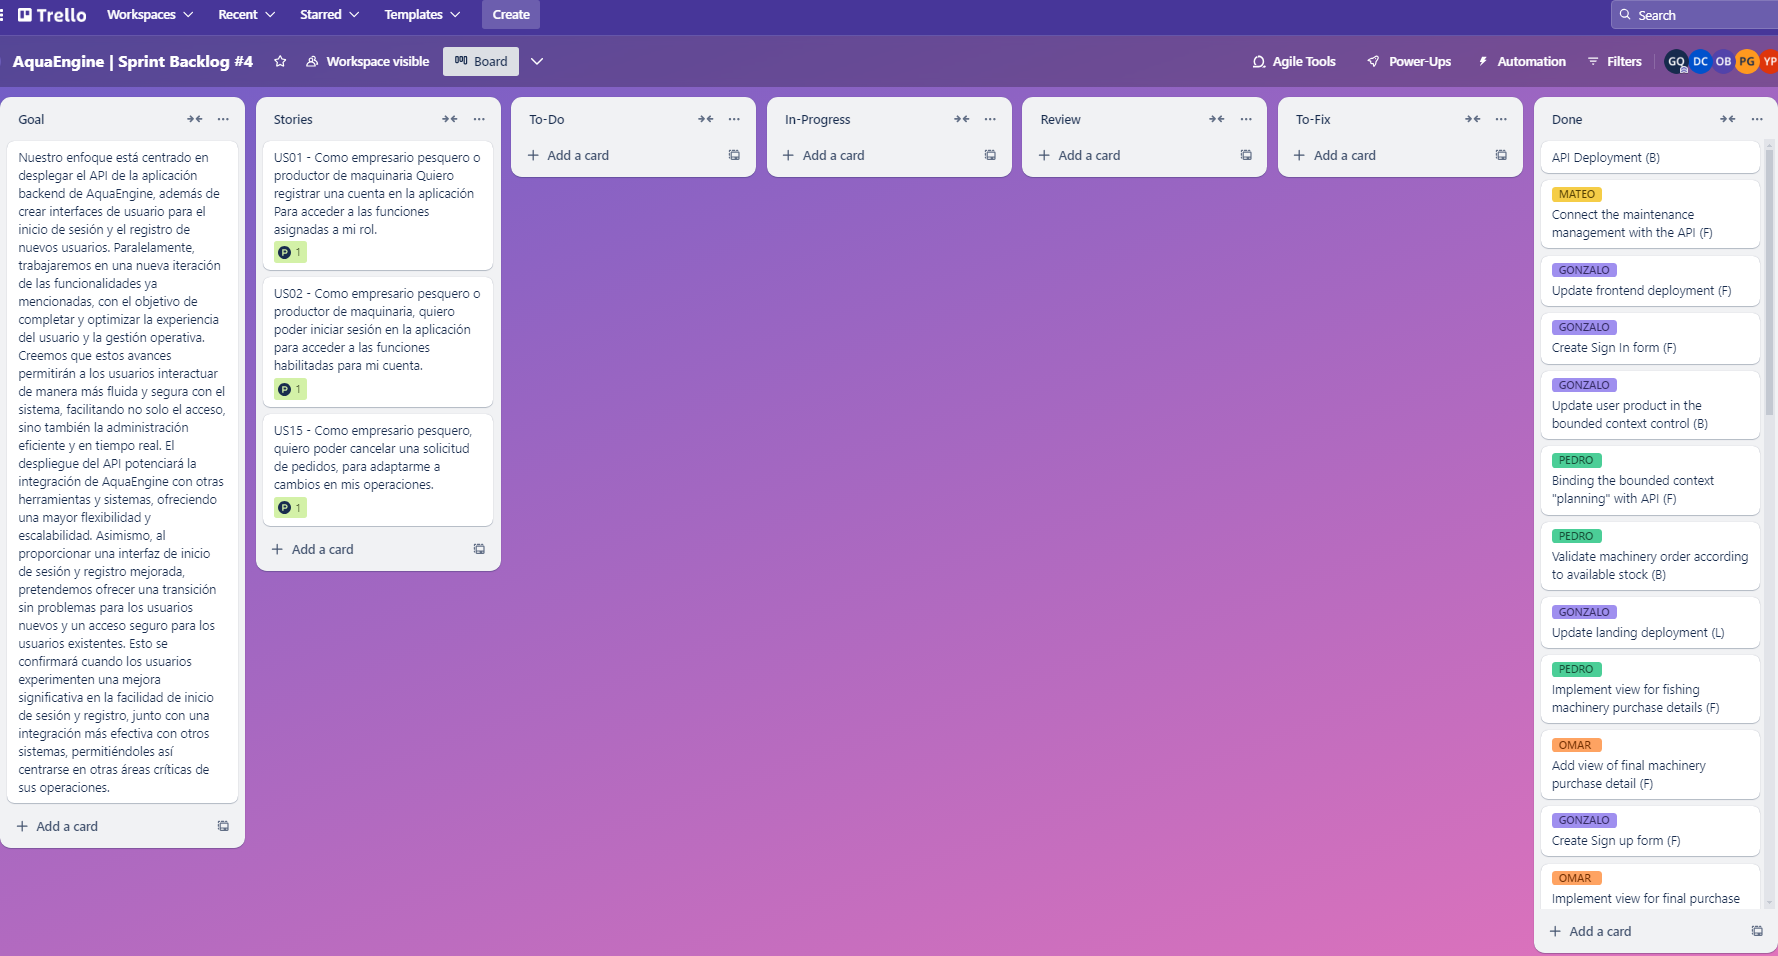 Trello
Workspaces
Recent
Starred
Templates
Create
Search
AquaEngine | Sprint Backlog #4
Workspace visible
Board
Agile Tools
Power-Ups
Automation
Filters
GO
DC
OB
PG
YP
Goal
Nuestro enfoque está centrado en
desplegar el API de la aplicación
backend de AquaEngine, además de
crear interfaces de usuario para el
inicio de sesión y el registro de
nuevos usuarios. Paralelamente,
trabajaremos en una nueva iteración
de las funcionalidades ya
mencionadas, con el objetivo de
completar y optimizar la experiencia
del usuario y la gestión operativa.
Creemos que estos avances
permitirán a los usuarios interactuar
de manera más fluida y segura con el
sistema, facilitando no solo el acceso,
sino también la administración
eficiente y en tiempo real. El
despliegue del API potenciará la
integración de AquaEngine con otras
herramientas y sistemas, ofreciendo
una mayor flexibilidad y
escalabilidad. Asimismo, al
proporcionar una interfaz de inicio
de sesión y registro mejorada,
pretendemos ofrecer una transición
sin problemas para los usuarios
nuevos y un acceso seguro para los
usuarios existentes. Esto se
confirmará cuando los usuarios
experimenten una mejora
significativa en la facilidad de inicio
de sesión y registro, junto con una
integración más efectiva con otros
sistemas, permitiéndoles así
centrarse en otras áreas críticas de
sus operaciones.
Add a card
Stories
US01 - Como empresario pesquero o
productor de maquinaria Quiero
registrar una cuenta en la aplicación
Para acceder a las funciones
asignadas a mi rol.
P 1
US02 - Como empresario pesquero o
productor de maquinaria, quiero
poder iniciar sesión en la aplicación
para acceder a las funciones
habilitadas para mi cuenta.
P 1
US15 - Como empresario pesquero,
quiero poder cancelar una solicitud
de pedidos, para adaptarme a
cambios en mis operaciones.
P 1
Add a card
To-Do
Add a card
In-Progress
Add a card
Review
Add a card
To-Fix
Add a card
Done
API Deployment (B)
MATEO
Connect the maintenance
management with the API (F)
GONZALO
Update frontend deployment (F)
GONZALO
Create Sign In form (F)
GONZALO
Update user product in the
bounded context control (B)
PEDRO
Binding the bounded context
"planning" with API (F)
PEDRO
Validate machinery order according
to available stock (B)
GONZALO
Update landing deployment (L)
PEDRO
Implement view for fishing
machinery purchase details (F)
OMAR
Add view of final machinery
purchase detail (F)
GONZALO
Create Sign up form (F)
OMAR
Implement view for final purchase
Add a card